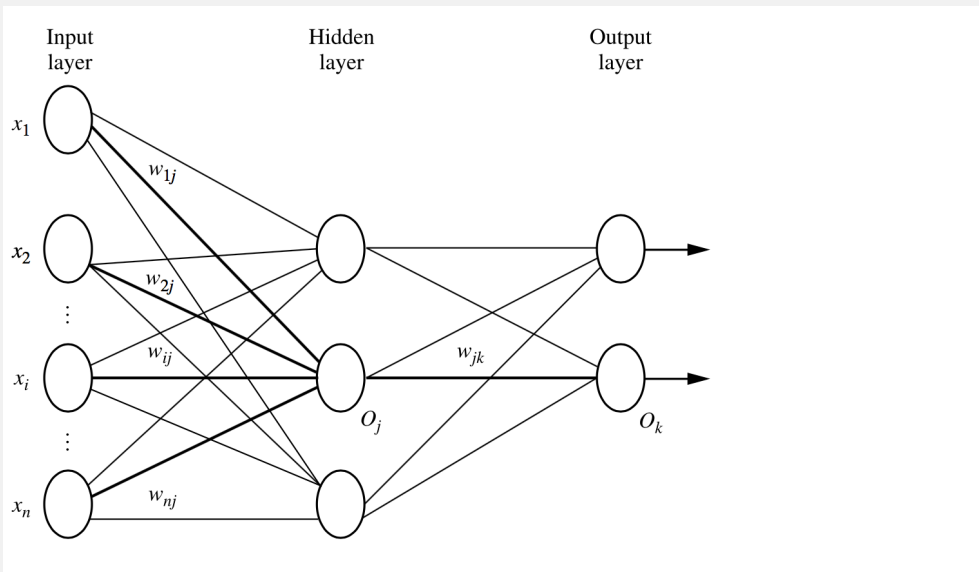 Input
layer
Hidden
layer
Output
layer
x1
w1j
x2
w2j
⋮
wij
wjk
xi
Oj
Ok
⋮
wnj
xn